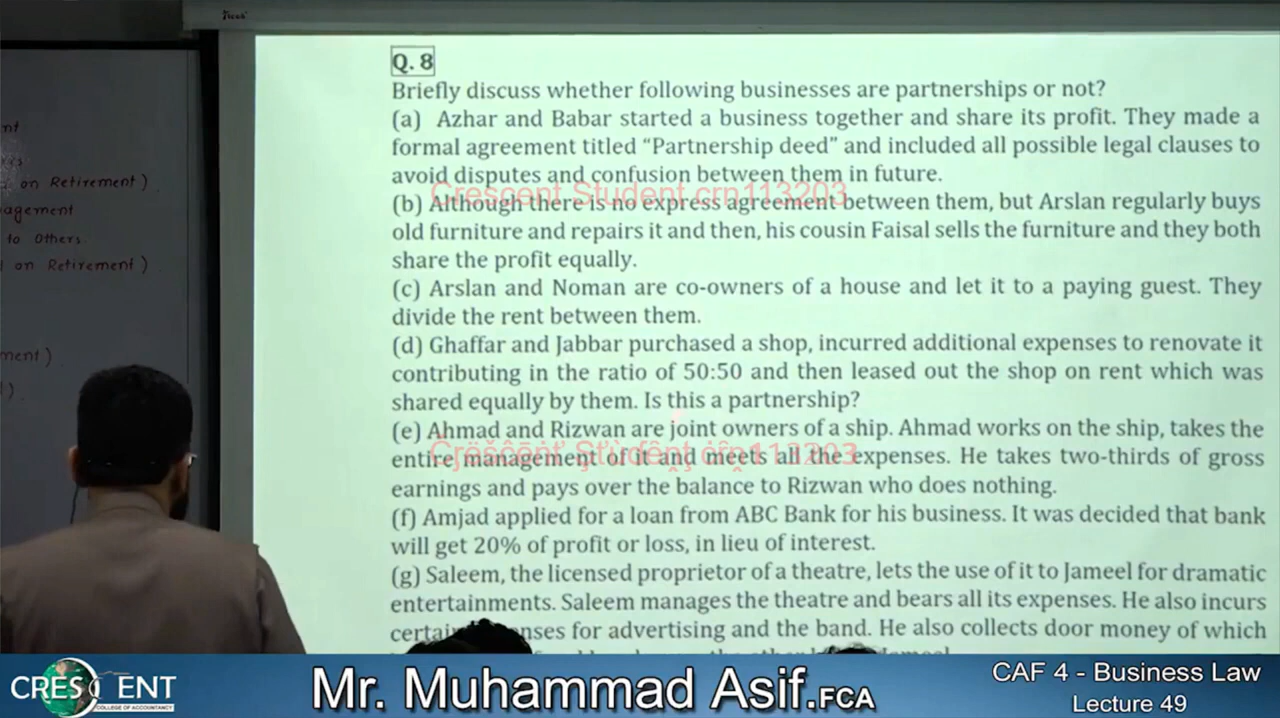 on Retirement )
agement
to Others.
on Retirement )
ment )
Q. 8
Briefly discuss whether following businesses are partnerships or not?
(a) Azhar and Babar started a business together and share its profit. They made a
formal agreement titled “Partnership deed” and included all possible legal clauses to
avoid disputes and confusion between them in future.
Crescent Student crn113203
(b) Although there is no express agreement between them, but Arslan regularly buys
old furniture and repairs it and then, his cousin Faisal sells the furniture and they both
share the profit equally.
(c) Arslan and Noman are co-owners of a house and let it to a paying guest. They
divide the rent between them.
(d) Ghaffar and Jabbar purchased a shop, incurred additional expenses to renovate it
contributing in the ratio of 50:50 and then leased out the shop on rent which was
shared equally by them. Is this a partnership?
(e) Ahmad and Rizwan are joint owners of a ship. Ahmad works on the ship, takes the
entire management of it and meets all the expenses. He takes two-thirds of gross
earnings and pays over the balance to Rizwan who does nothing.
(f) Amjad applied for a loan from ABC Bank for his business. It was decided that bank
will get 20% of profit or loss, in lieu of interest.
(g) Saleem, the licensed proprietor of a theatre, lets the use of it to Jameel for dramatic
entertainments. Saleem manages the theatre and bears all its expenses. He also incurs
for advertising and the band. He also collects door money of which
CRESCENT
COLLEGE OF ACCOUNTANCY
Mr. Muhammad Asif.FCA
CAF 4 - Business Law
Lecture 49